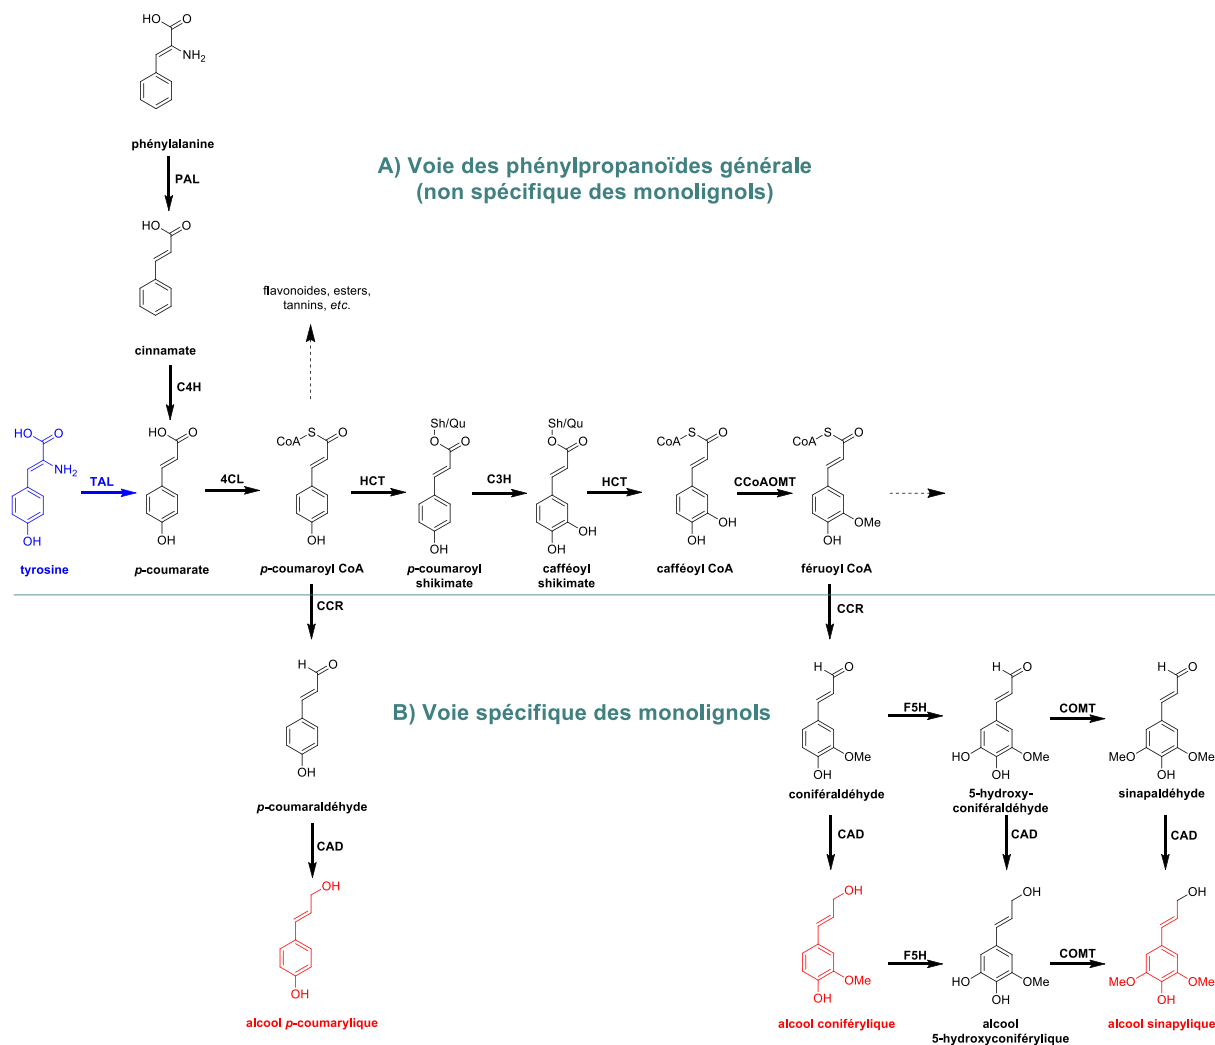 HO
O
NH2
phénylalanine
PAL
A) Voie des phénylpropanoïdes générale
(non spécifique des monolignols)
HO
O
cinnamate
flavonoides, esters,
tannins, etc.
C4H
HO
O
NH2
OH
tyrosine
TAL
HO
O
OH
p-coumarate
4CL
CoA
S
O
OH
p-coumaroyl CoA
HCT
Sh/Qu
O
O
OH
p-coumaroyl
shikimate
C3H
Sh/Qu
O
O
OH
OH
cafféoyl
shikimate
HCT
CoA
S
O
OH
OH
cafféoyl CoA
CCoAOMT
CoA
S
O
OMe
OH
féruoyl CoA
CCR
CCR
H
O
OH
p-coumaraldéhyde
B) Voie spécifique des monolignols
H
O
OMe
OH
coniféraldéhyde
F5H
H
O
HO
OMe
OH
5-hydroxy-
coniféraldéhyde
COMT
H
O
MeO
OMe
OH
sinapaldéhyde
CAD
CAD
CAD
CAD
OH
OH
alcool p-coumarylique
OH
OMe
OH
alcool coniférylique
F5H
OH
HO
OMe
OH
alcool
5-hydroxyconiférylique
COMT
OH
OMe
OMe
OH
alcool sinapylique